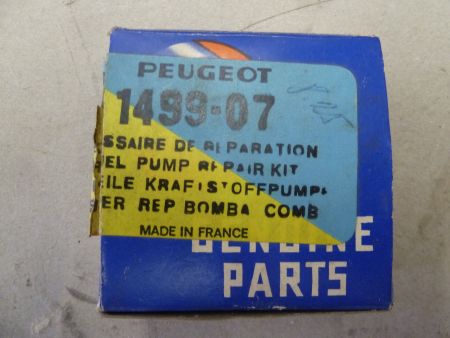 PEUGEOT
1499-07
SSAIRE DE REPARATION
EL PUMP REPAIR KIT
EILE KRAFTSTOFFPUMP
ER REP BOMBA COMB
MADE IN FRANCE
GENUINE
PARTS